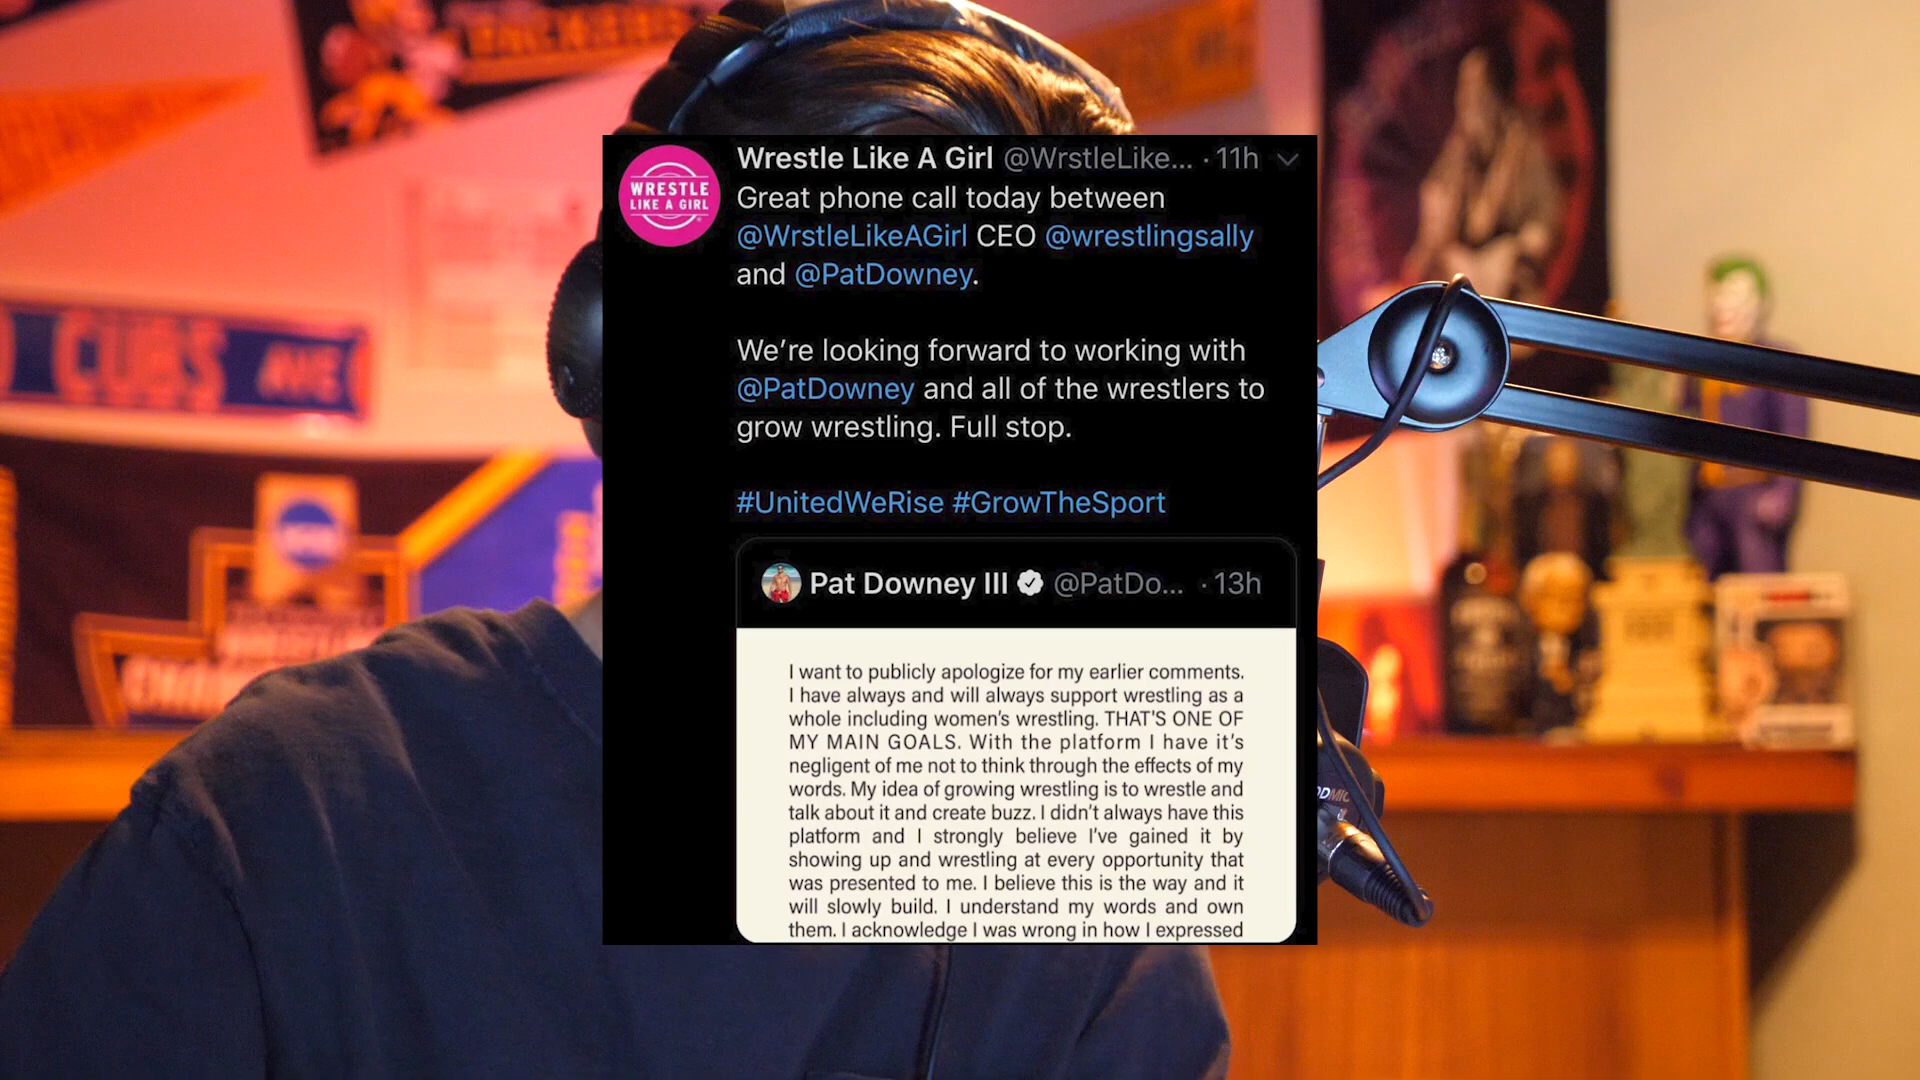 PACKERS
CUBS AVE
WRESTLE
LIKE A GIRL
Wrestle Like A Girl @WrstleLike... · 11h
Great phone call today between
@WrstleLikeAGirl CEO @wrestlingsally
and @PatDowney.
We're looking forward to working with
@PatDowney and all of the wrestlers to
grow wrestling. Full stop.
#UnitedWeRise #GrowTheSport
Pat Downey III @PatDo... · 13h
I want to publicly apologize for my earlier comments.
I have always and will always support wrestling as a
whole including women's wrestling. THAT'S ONE OF
MY MAIN GOALS. With the platform I have it's
negligent of me not to think through the effects of my
words. My idea of growing wrestling is to wrestle and
talk about it and create buzz. I didn't always have this
platform and I strongly believe I've gained it by
showing up and wrestling at every opportunity that
was presented to me. I believe this is the way and it
will slowly build. I understand my words and own
them. I acknowledge I was wrong in how I expressed